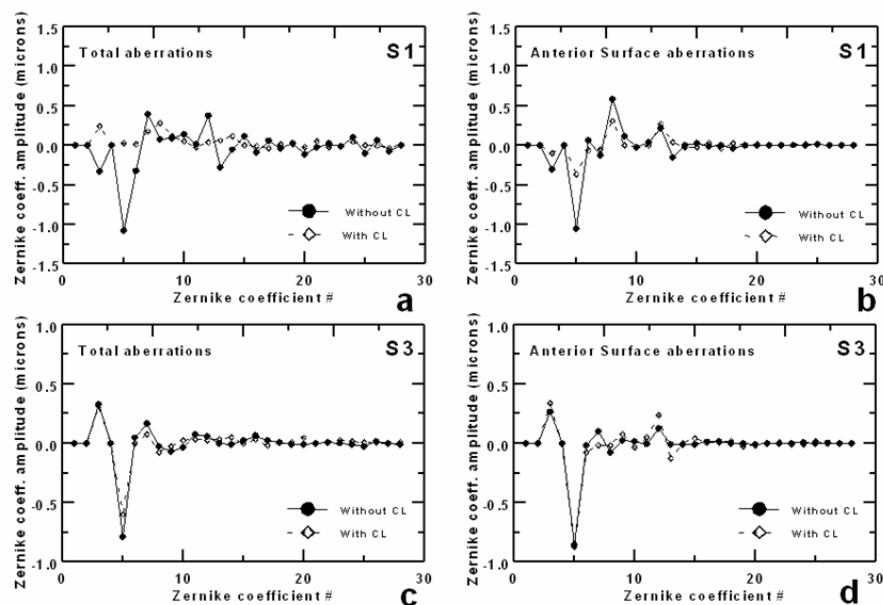 Total aberrations S1
Zernike coeff. amplitude (microns)
1.5
1.0
0.5
0.0
-0.5
-1.0
-1.5
Without CL
With CL
0 10 20 30
Zernike coefficient #
a
Anterior Surface aberrations S1
Zernike coeff. amplitude (microns)
1.5
1.0
0.5
0.0
-0.5
-1.0
-1.5
Without CL
With CL
0 10 20 30
Zernike coefficient #
b
Total aberrations S3
Zernike coeff. amplitude (microns)
1.0
0.5
0.0
-0.5
-1.0
Without CL
With CL
0 10 20 30
Zernike coefficient #
c
Anterior Surface aberrations S3
Zernike coeff. amplitude (microns)
1.0
0.5
0.0
-0.5
-1.0
Without CL
With CL
0 10 20 30
Zernike coefficient #
d